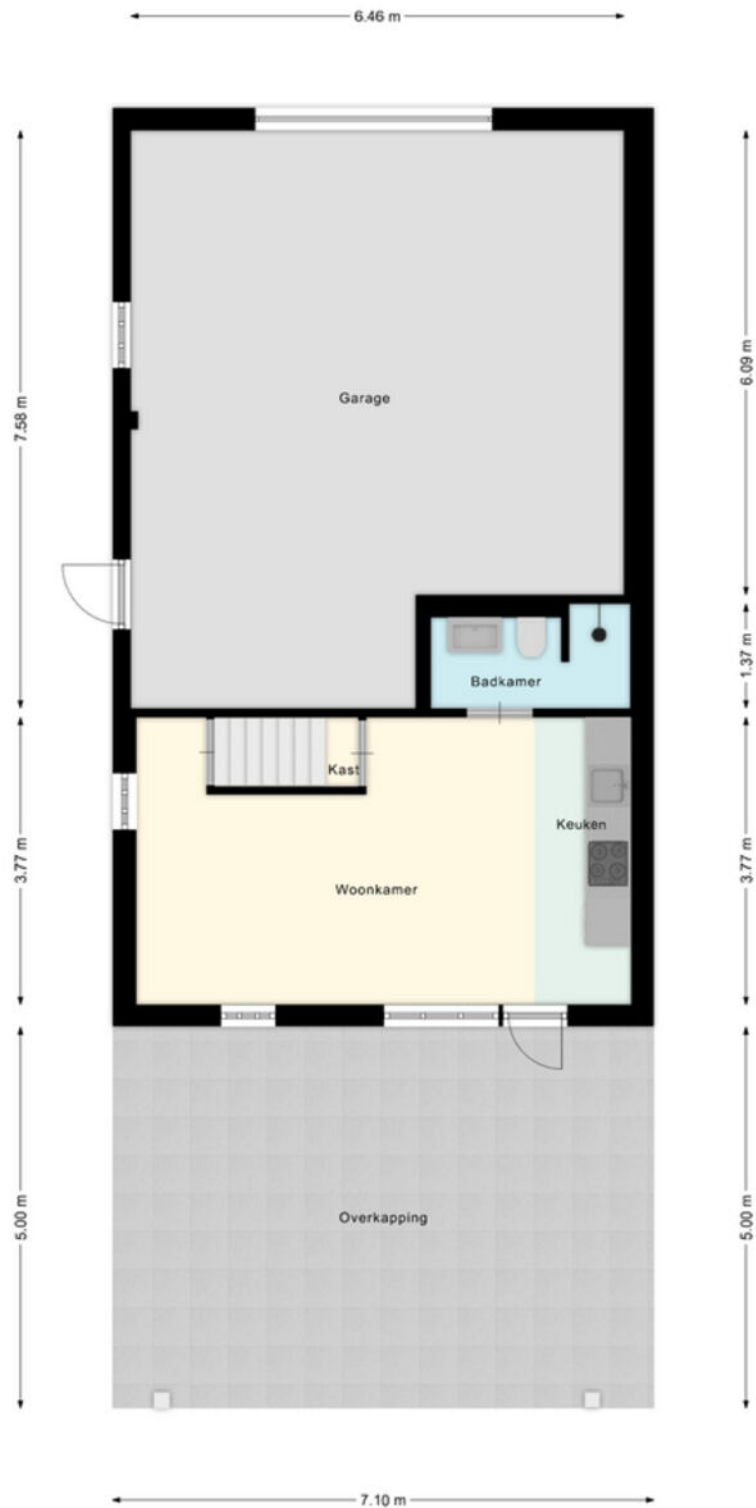 6.46 m
7.58 m
6.09 m
Garage
1.37 m
Badkamer
Kast
Keuken
3.77 m
3.77 m
Woonkamer
5.00 m
5.00 m
Overkapping
7.10 m